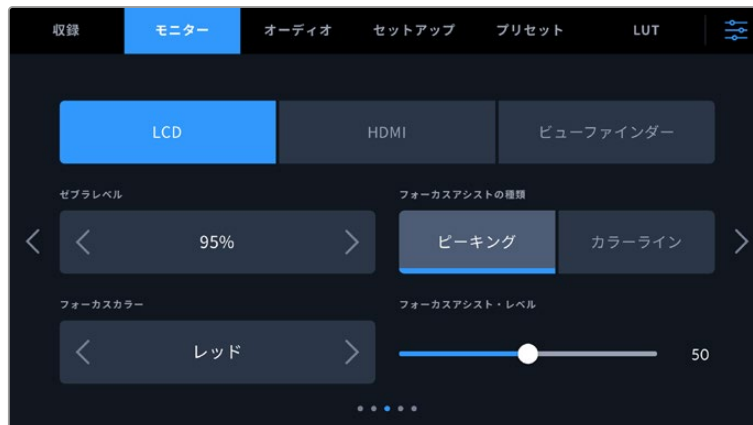 収録 モニター オーディオ セットアップ プリセット LUT
LCD HDMI ビューファインダー
ゼブラレベル フォーカスアシストの種類
95% ピーキング カラーライン
フォーカスカラー フォーカスアシスト・レベル
レッド 50